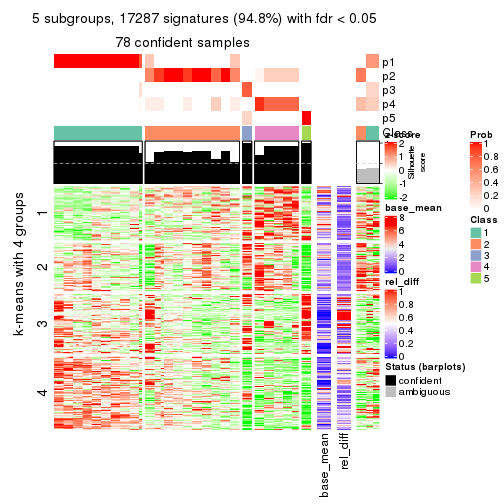 5 subgroups, 17287 signatures (94.8%) with fdr < 0.05
78 confident samples
p1
p2
p3
p4
p5
Class
Silhouette
score
k-means with 4 groups
1
2
3
4
base_mean
rel_diff
z-score
2
1
0
-1
-2
base_mean
8
6
4
2
0
rel_diff
1
0.8
0.6
0.4
0.2
0
Status (barplots)
confident
ambiguous
Prob
1
0.8
0.6
0.4
0.2
0
Class
1
2
3
4
5